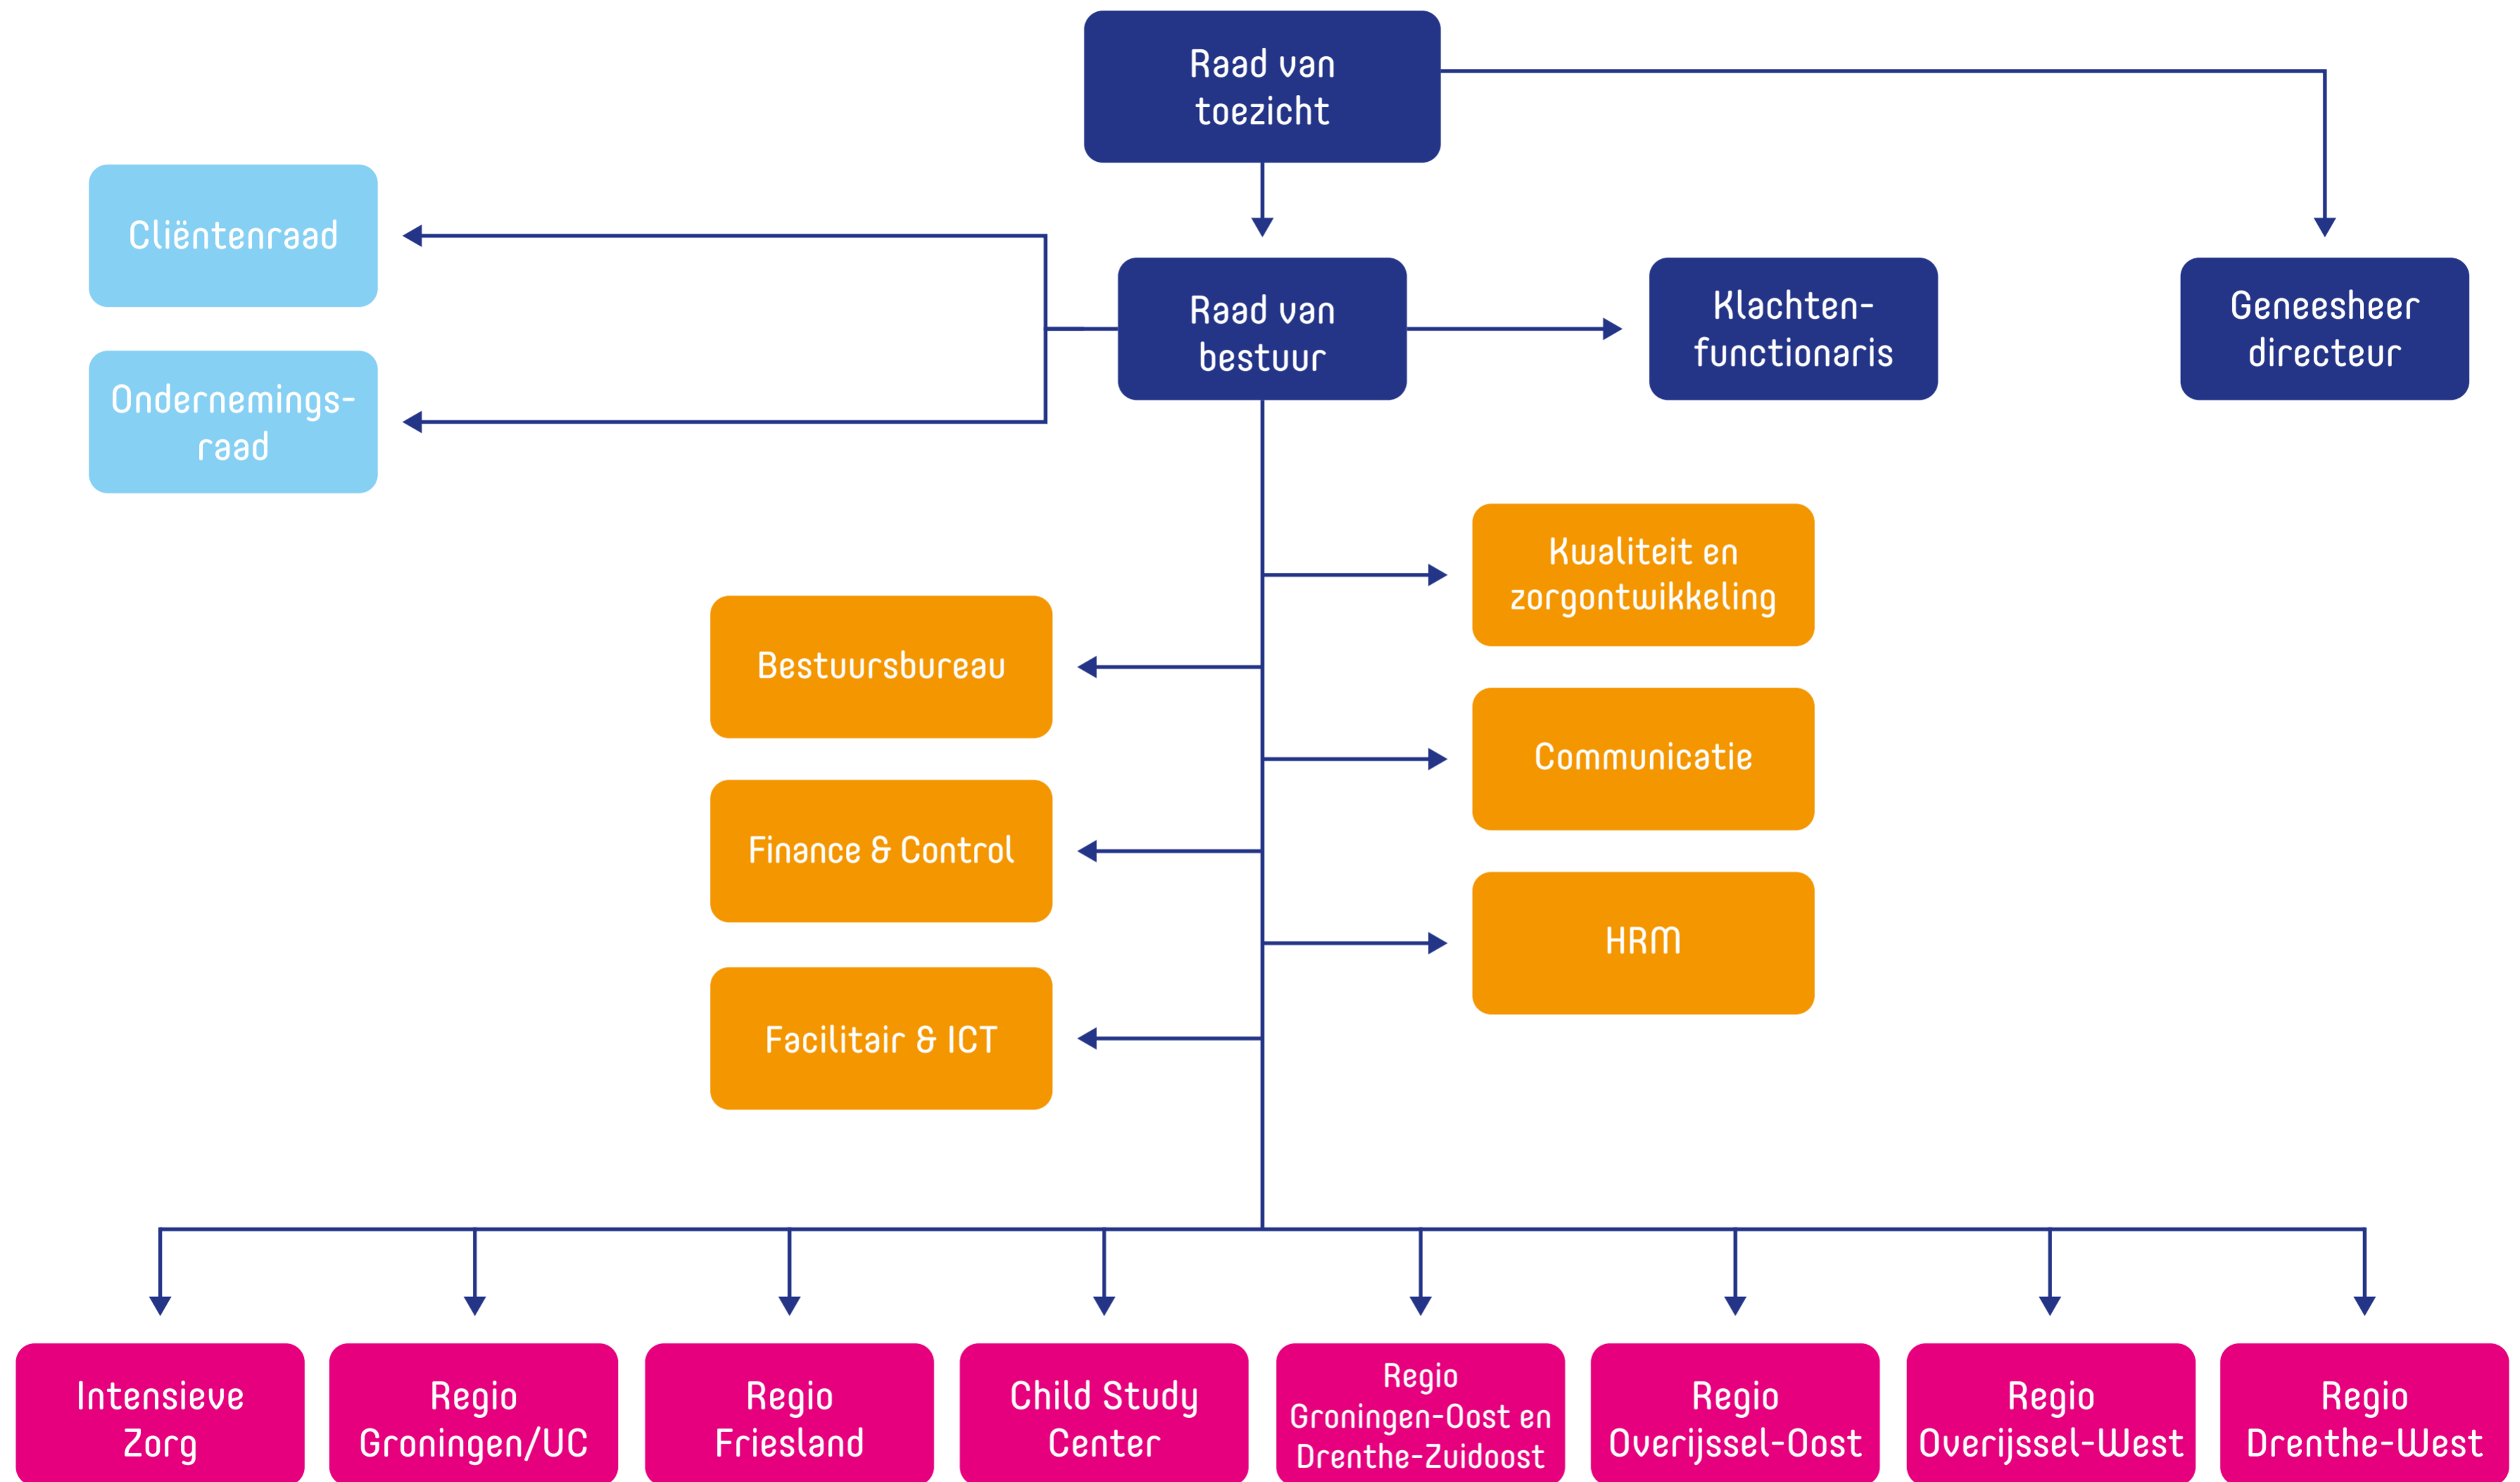 Raad van
toezicht
Cliëntenraad
Ondernemings-
raad
Raad van
bestuur
Klachten-
functionaris
Geneesheer
directeur
Kwaliteit en
zorgontwikkeling
Bestuursbureau
Communicatie
Finance & Control
HRM
Facilitair & ICT
Intensieve
Zorg
Regio
Groningen/UC
Regio
Friesland
Child Study
Center
Regio
Groningen-Oost en
Drenthe-Zuidoost
Regio
Overijssel-Oost
Regio
Overijssel-West
Regio
Drenthe-West